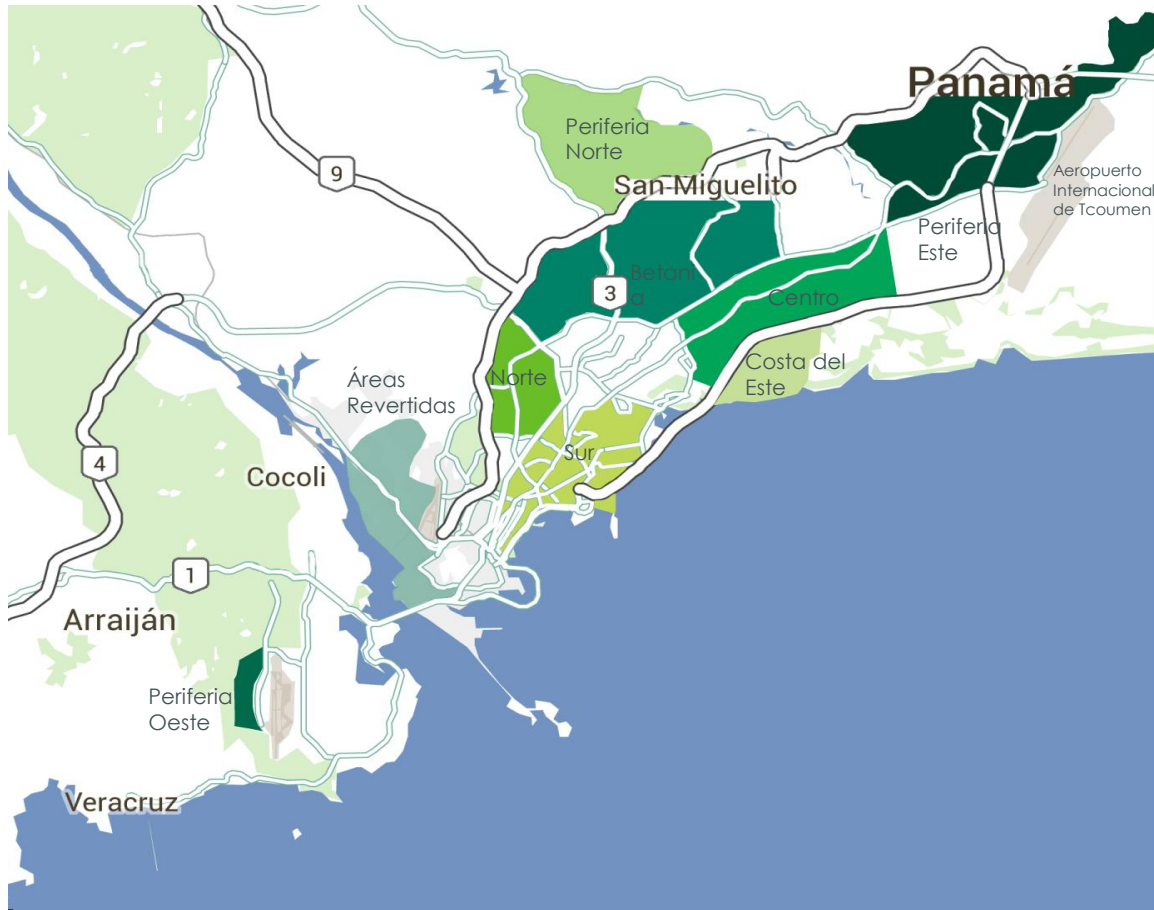 Panamá
Periferia
Norte
9
San Miguelito
Aeropuerto
Internacional
de Tcoumen
Periferia
Este
Betani
a
3
Centro
Costa del
Este
Norte
Áreas
Revertidas
Sur
4
Cocoli
1
Arraiján
Periferia
Oeste
Veracruz